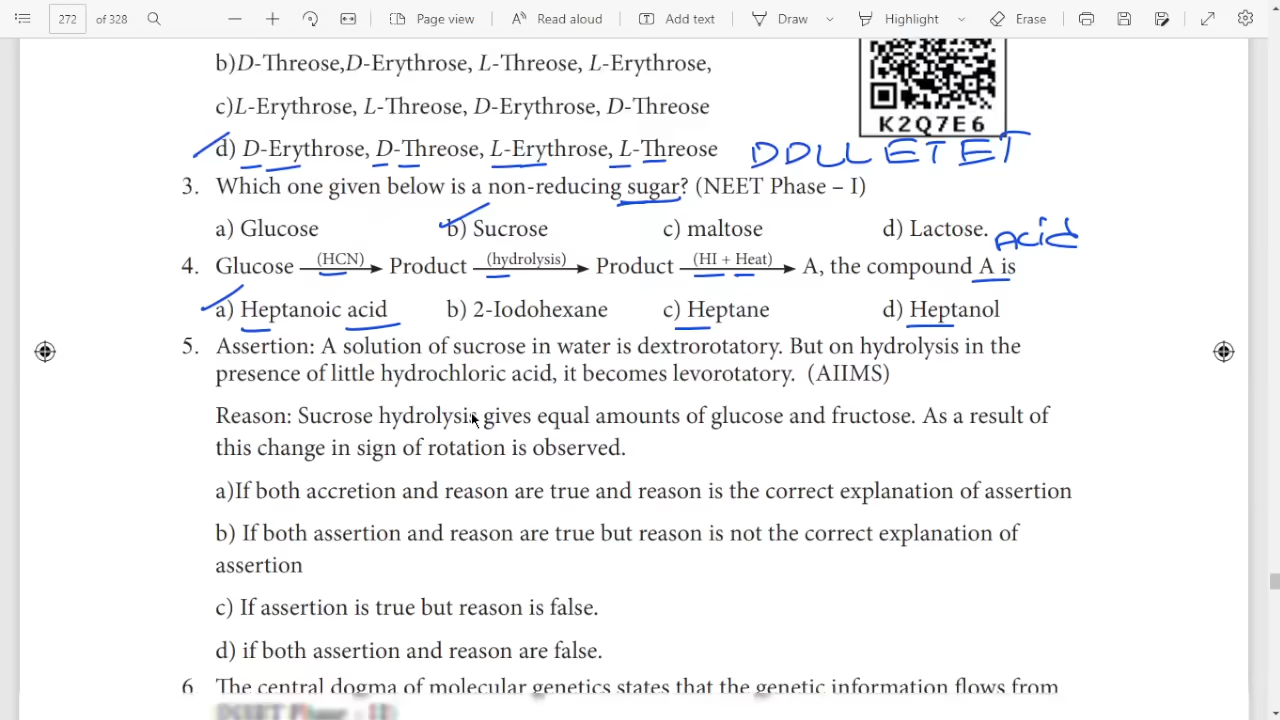 272 of 328 Page view Read aloud Add text Draw Highlight Erase
b)D-Threose,D-Erythrose, L-Threose, L-Erythrose,
c)L-Erythrose, L-Threose, D-Erythrose, D-Threose
K2Q7E6
d) D-Erythrose, D-Threose, L-Erythrose, L-Threose DDLL ETET
3. Which one given below is a non-reducing sugar? (NEET Phase – I)
a) Glucose b) Sucrose c) maltose d) Lactose.
ACid
4. Glucose (HCN) Product (hydrolysis) Product (HI + Heat) A, the compound A is
a) Heptanoic acid b) 2-Iodohexane c) Heptane d) Heptanol
5. Assertion: A solution of sucrose in water is dextrorotatory. But on hydrolysis in the
presence of little hydrochloric acid, it becomes levorotatory. (AIIMS)
Reason: Sucrose hydrolysis gives equal amounts of glucose and fructose. As a result of
this change in sign of rotation is observed.
a)If both accretion and reason are true and reason is the correct explanation of assertion
b) If both assertion and reason are true but reason is not the correct explanation of
assertion
c) If assertion is true but reason is false.
d) if both assertion and reason are false.
6. The central dogma of molecular genetics states that the genetic information flows from